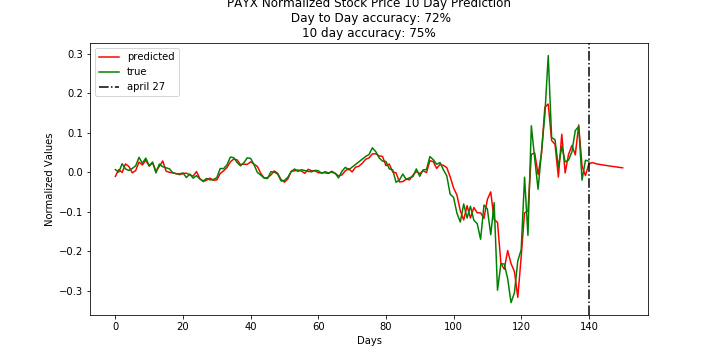 PAYX Normalized Stock Price 10 Day Prediction
Day to Day accuracy: 72%
10 day accuracy: 75%
predicted
true
april 27
Normalized Values
0.3
0.2
0.1
0.0
−0.1
−0.2
−0.3
0 20 40 60 80 100 120 140
Days